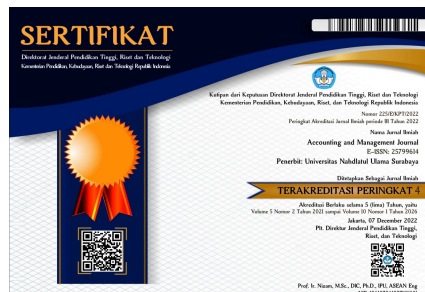 SERTIFIKAT
Direktorat Jenderal Pendidikan Tinggi, Riset dan Teknologi
Kementerian Pendidikan, Kebudayaan, Riset dan Teknologi Republik Indonesia
Kutipan dari Keputusan Direktorat Jenderal Pendidikan Tinggi, Riset dan Teknologi
Kementerian Pendidikan, Kebudayaan, Riset, dan Teknologi Republik Indonesia
Nomor 225/E/KPT/2022
Peringkat Akreditasi Jurnal Ilmiah periode III Tahun 2022
Nama Jurnal Ilmiah
Accounting and Management Journal
E-ISSN: 25799614
Penerbit: Universitas Nahdlatul Ulama Surabaya
Ditetapkan Sebagai Jurnal Ilmiah
TERAKREDITASI PERINGKAT 4
Akreditasi Berlaku selama 5 (lima) Tahun, yaitu
Volume 5 Nomor 2 Tahun 2021 sampai Volume 10 Nomor 1 Tahun 2026
Jakarta, 07 December 2022
Plt. Direktur Jenderal Pendidikan Tinggi,
Riset, dan Teknologi
Prof. Ir. Nizam, M.Sc., DIC, Ph.D., IPU, ASEAN Eng